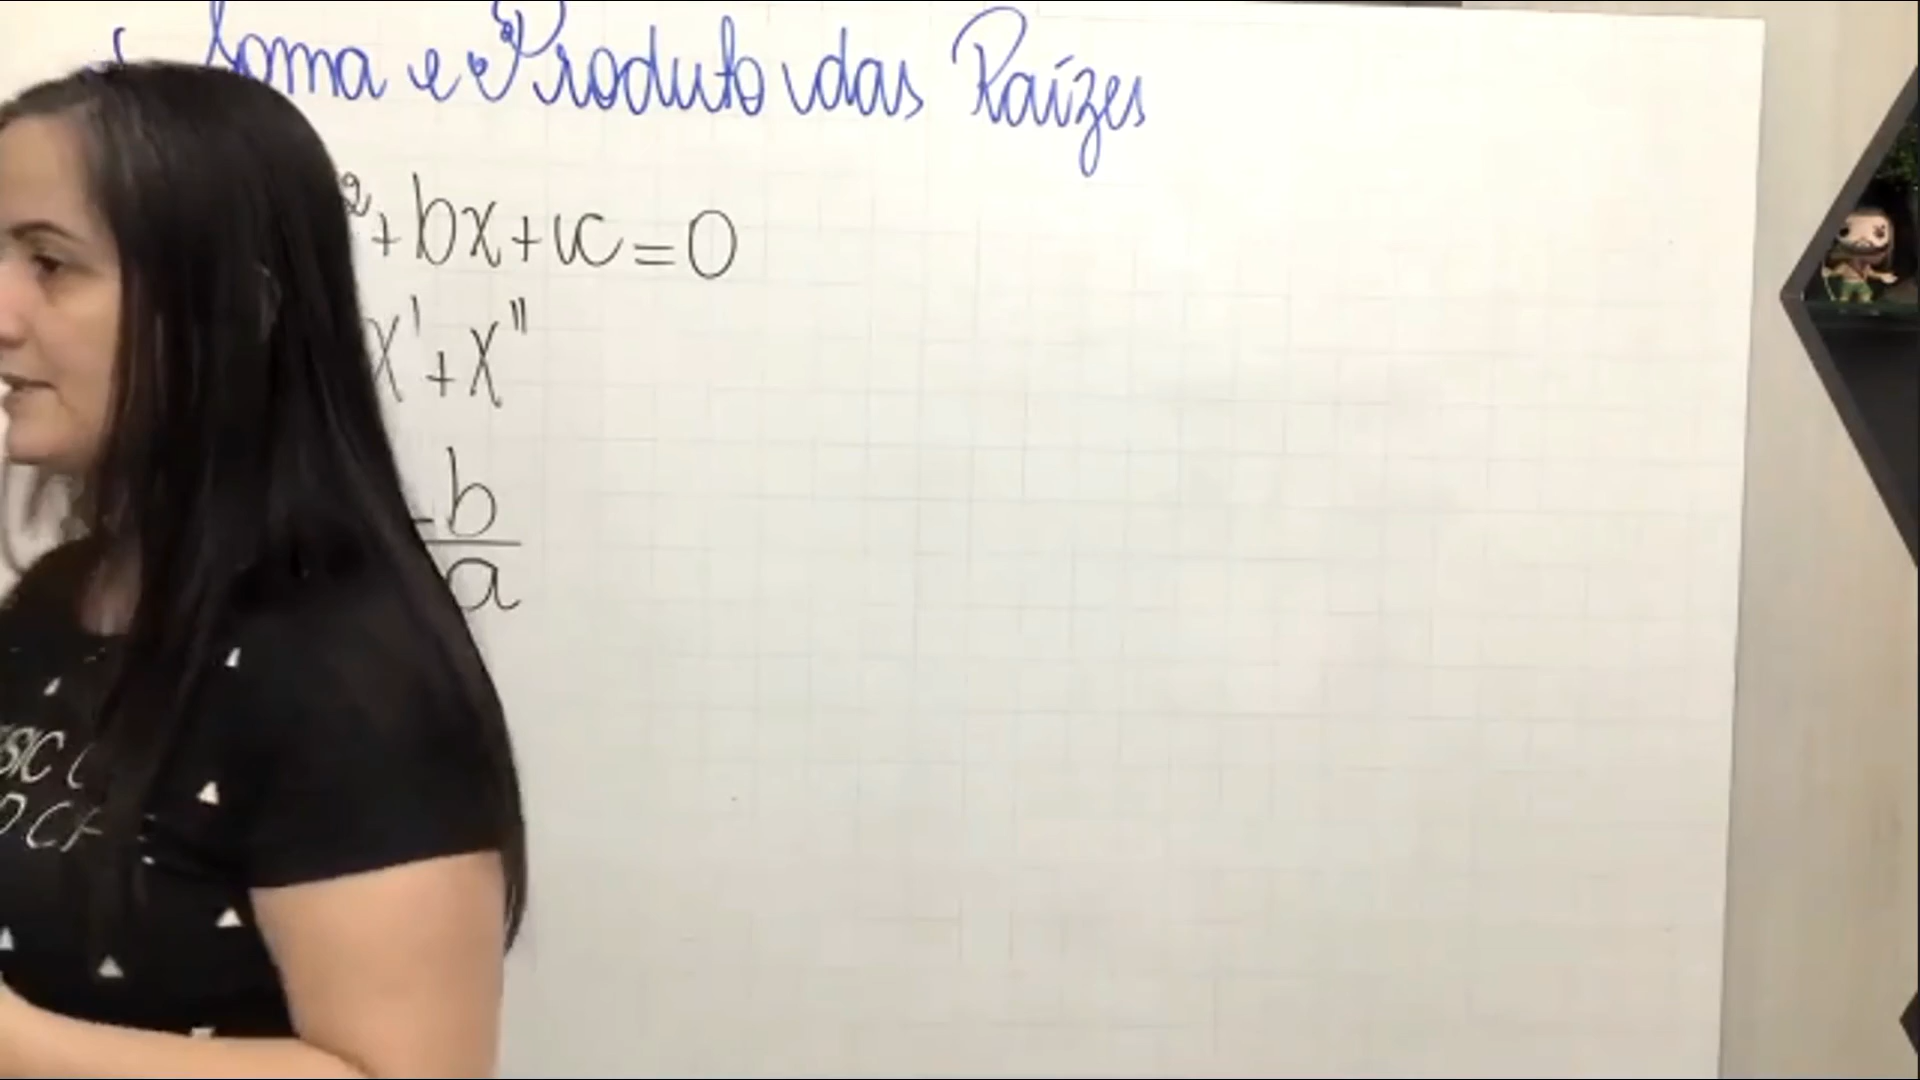 Soma e Produto das Raízes
² + bx + c = 0
x' + x"
-b
a